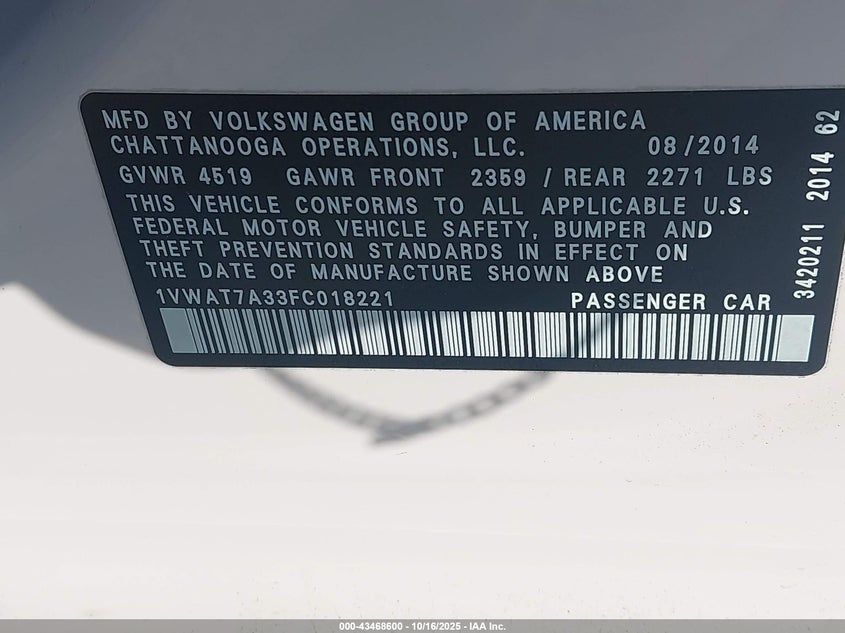 MFD BY VOLKSWAGEN GROUP OF AMERICA
CHATTANOOGA OPERATIONS, LLC. 08/2014
GVWR 4519 GAWR FRONT 2359 / REAR 2271 LBS
THIS VEHICLE CONFORMS TO ALL APPLICABLE U.S.
FEDERAL MOTOR VEHICLE SAFETY, BUMPER AND
THEFT PREVENTION STANDARDS IN EFFECT ON
THE DATE OF MANUFACTURE SHOWN ABOVE
1VWAT7A33FC018221 PASSENGER CAR
3420211 2014 62
000-43468600 - 10/16/2025 - IAA Inc.